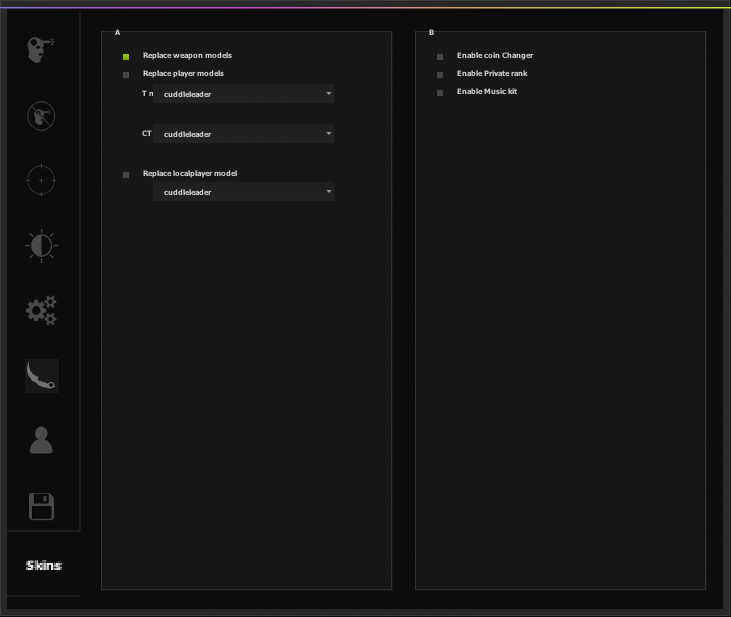 A
Replace weapon models
Replace player models
T n
cuddleleader
CT
cuddleleader
Replace localplayer model
cuddleleader
B
Enable coin Changer
Enable Private rank
Enable Music kit
Skins